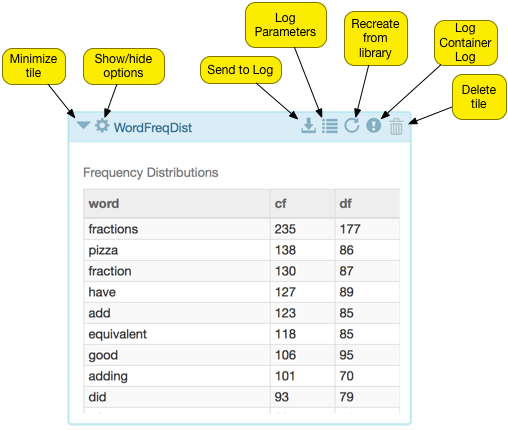 Log
Parameters
Recreate
from
library
Log
Container
Log
Minimize
tile
Show/hide
options
Send to Log
Delete
tile
WordFreqDist
Frequency Distributions
word cf df
fractions 235 177
pizza 138 86
fraction 130 87
have 127 89
add 123 85
equivalent 118 85
good 106 95
adding 101 70
did 93 79